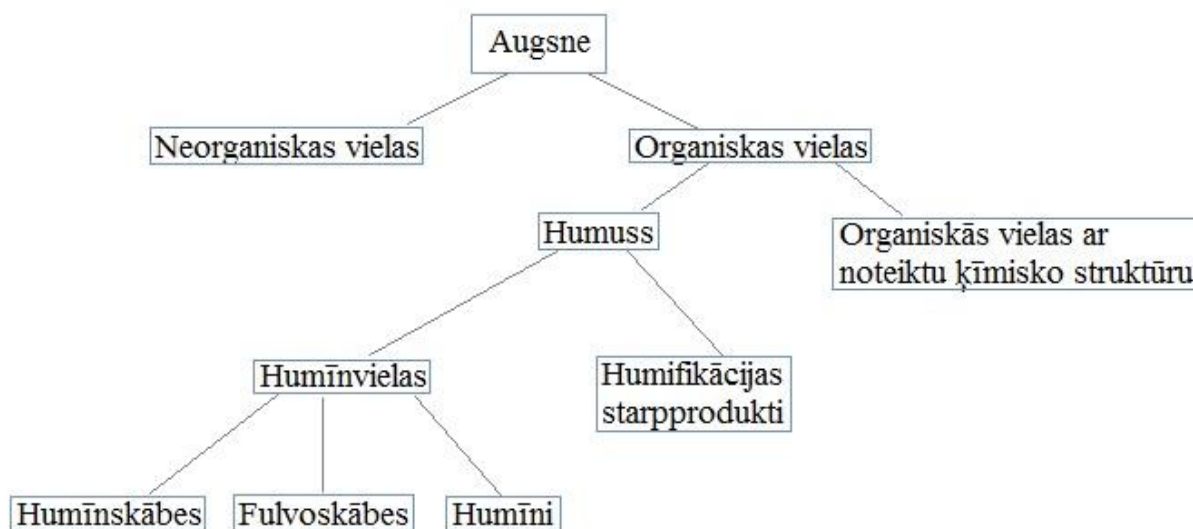 Augsne
Neorganiskas vielas
Organiskas vielas
Humuss
Organiskās vielas ar
noteiktu ķīmisko struktūru
Humīnvielas
Humifikācijas
starpprodukti
Humīnskābes
Fulvoskābes
Humīni